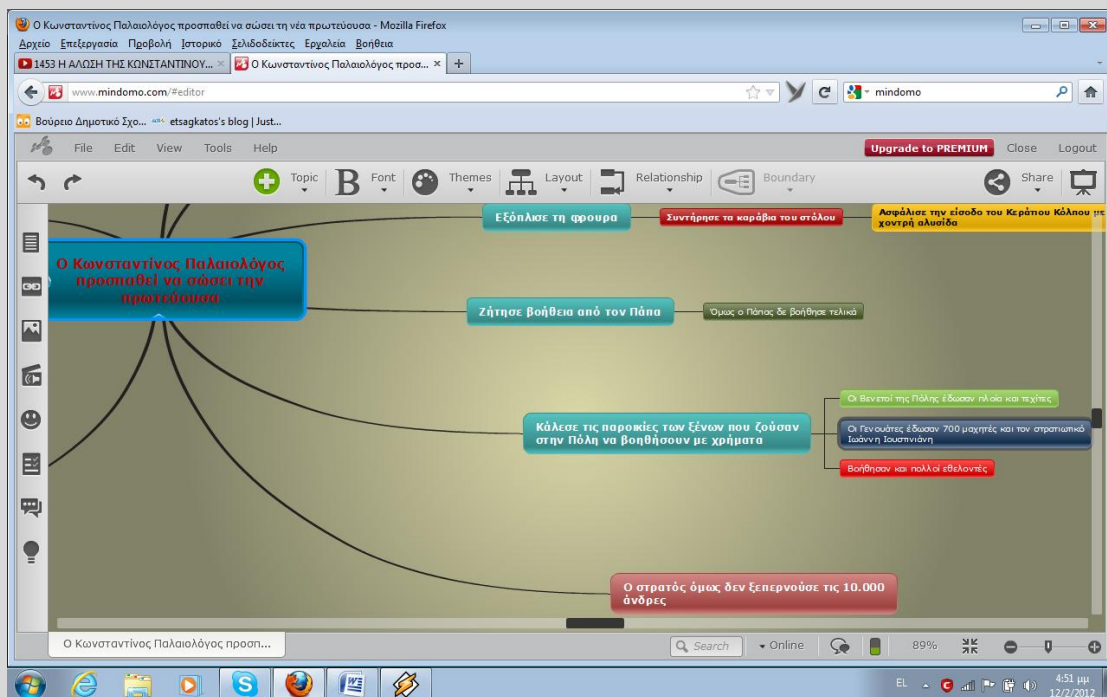 Ο Κωνσταντίνος Παλαιολόγος προσπαθεί να σώσει τη νέα πρωτεύουσα - Mozilla Firefox
Αρχείο Επεξεργασία Προβολή Ιστορικό Σελιδοδείκτες Εργαλεία Βοήθεια
1453 Η ΑΛΩΣΗ ΤΗΣ ΚΩΝΣΤΑΝΤΙΝΟΥ... Ο Κωνσταντίνος Παλαιολόγος προσ...
www.mindomo.com/#editor mindomo
Βούρειο Δημοτικό Σχο... etsagkatos's blog | Just...
File Edit View Tools Help Upgrade to PREMIUM Close Logout
Topic Font Themes Layout Relationship Boundary Share
Εξόπλισε τη φρουρα
Συντήρησε τα καράβια του στόλου
Ασφάλισε την είσοδο του Κεράτιου Κόλπου με
χοντρή αλυσίδα
Ο Κωνσταντίνος Παλαιολόγος
προσπαθεί να σώσει την
πρωτεύουσα
Ζήτησε βοήθεια από τον Πάπα
Όμως ο Πάπας δε βοήθησε τελικά
Κάλεσε τις παροικίες των ξένων που ζούσαν
στην Πόλη να βοηθήσουν με χρήματα
Οι Βενετοί της Πόλης έδωσαν πλοία και τεχίτες
Οι Γενουάτες έδωσαν 700 μαχητές και τον στρατιωτικό
Ιωάννη Ιουστινιάνη
Βοήθησαν και πολλοί εθελοντές
Ο στρατός όμως δεν ξεπερνούσε τις 10.000
άνδρες
Ο Κωνσταντίνος Παλαιολόγος προσπ... Search Online 89%
EL 4:51 μμ
12/2/2012